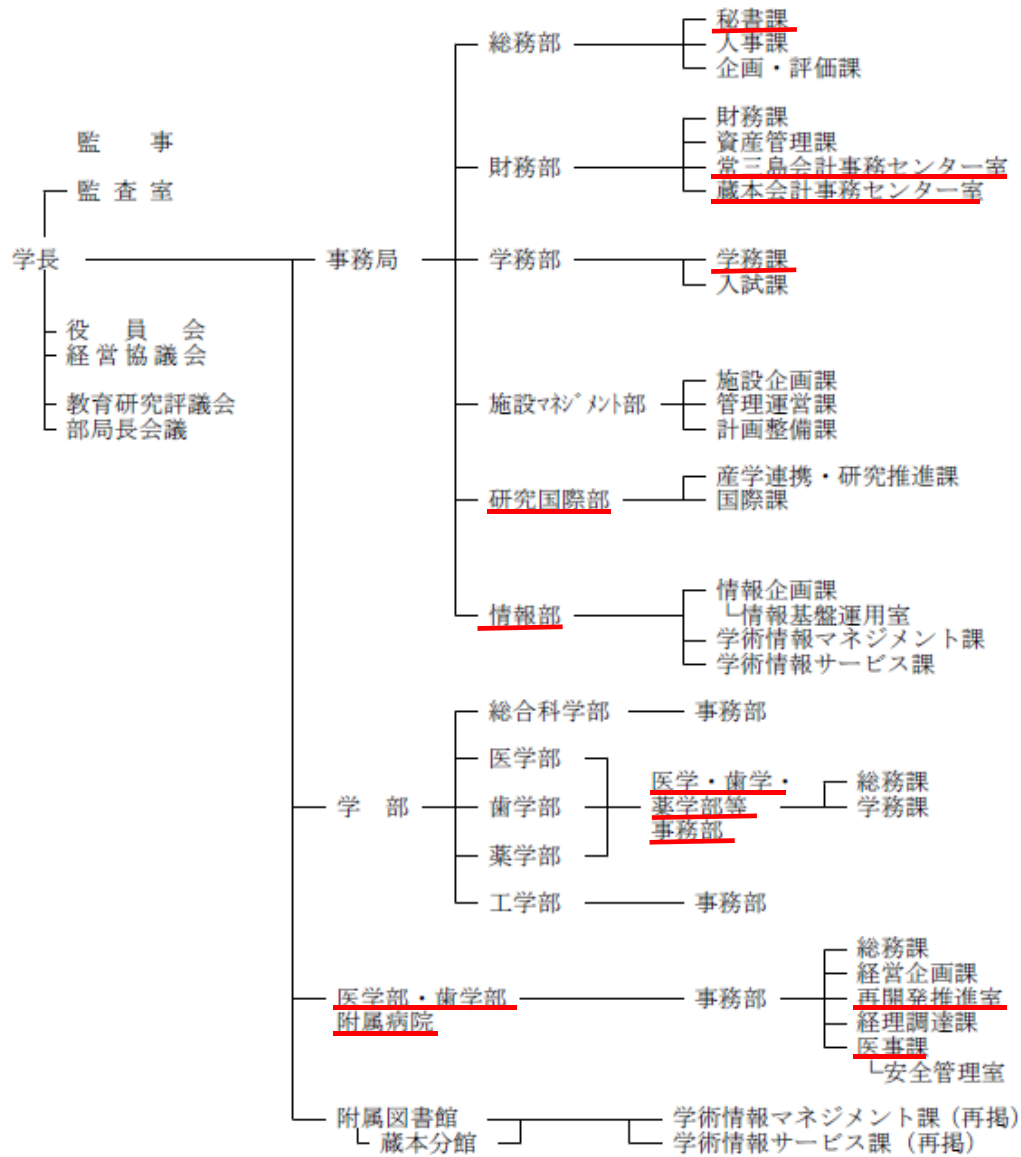 秘書課
総務部
人事課
企画・評価課
財務課
監　事
資産管理課
財務部
常三島会計事務センター室
監査室
蔵本会計事務センター室
学長
事務局
学務部
学務課
入試課
役　員　会
経営協議会
施設企画課
教育研究評議会
施設ﾏﾈｼﾞﾒﾝﾄ部
管理運営課
部局長会議
計画整備課
産学連携・研究推進課
研究国際部
国際課
情報企画課
情報部
└情報基盤運用室
学術情報マネジメント課
学術情報サービス課
総合科学部
事務部
医学部
医学・歯学・
総務課
学　部
歯学部
薬学部等
学務課
事務部
薬学部
工学部
事務部
総務課
経営企画課
医学部・歯学部
事務部
再開発推進室
附属病院
経理調達課
医事課
└安全管理室
附属図書館
学術情報マネジメント課（再掲）
└蔵本分館
学術情報サービス課（再掲）